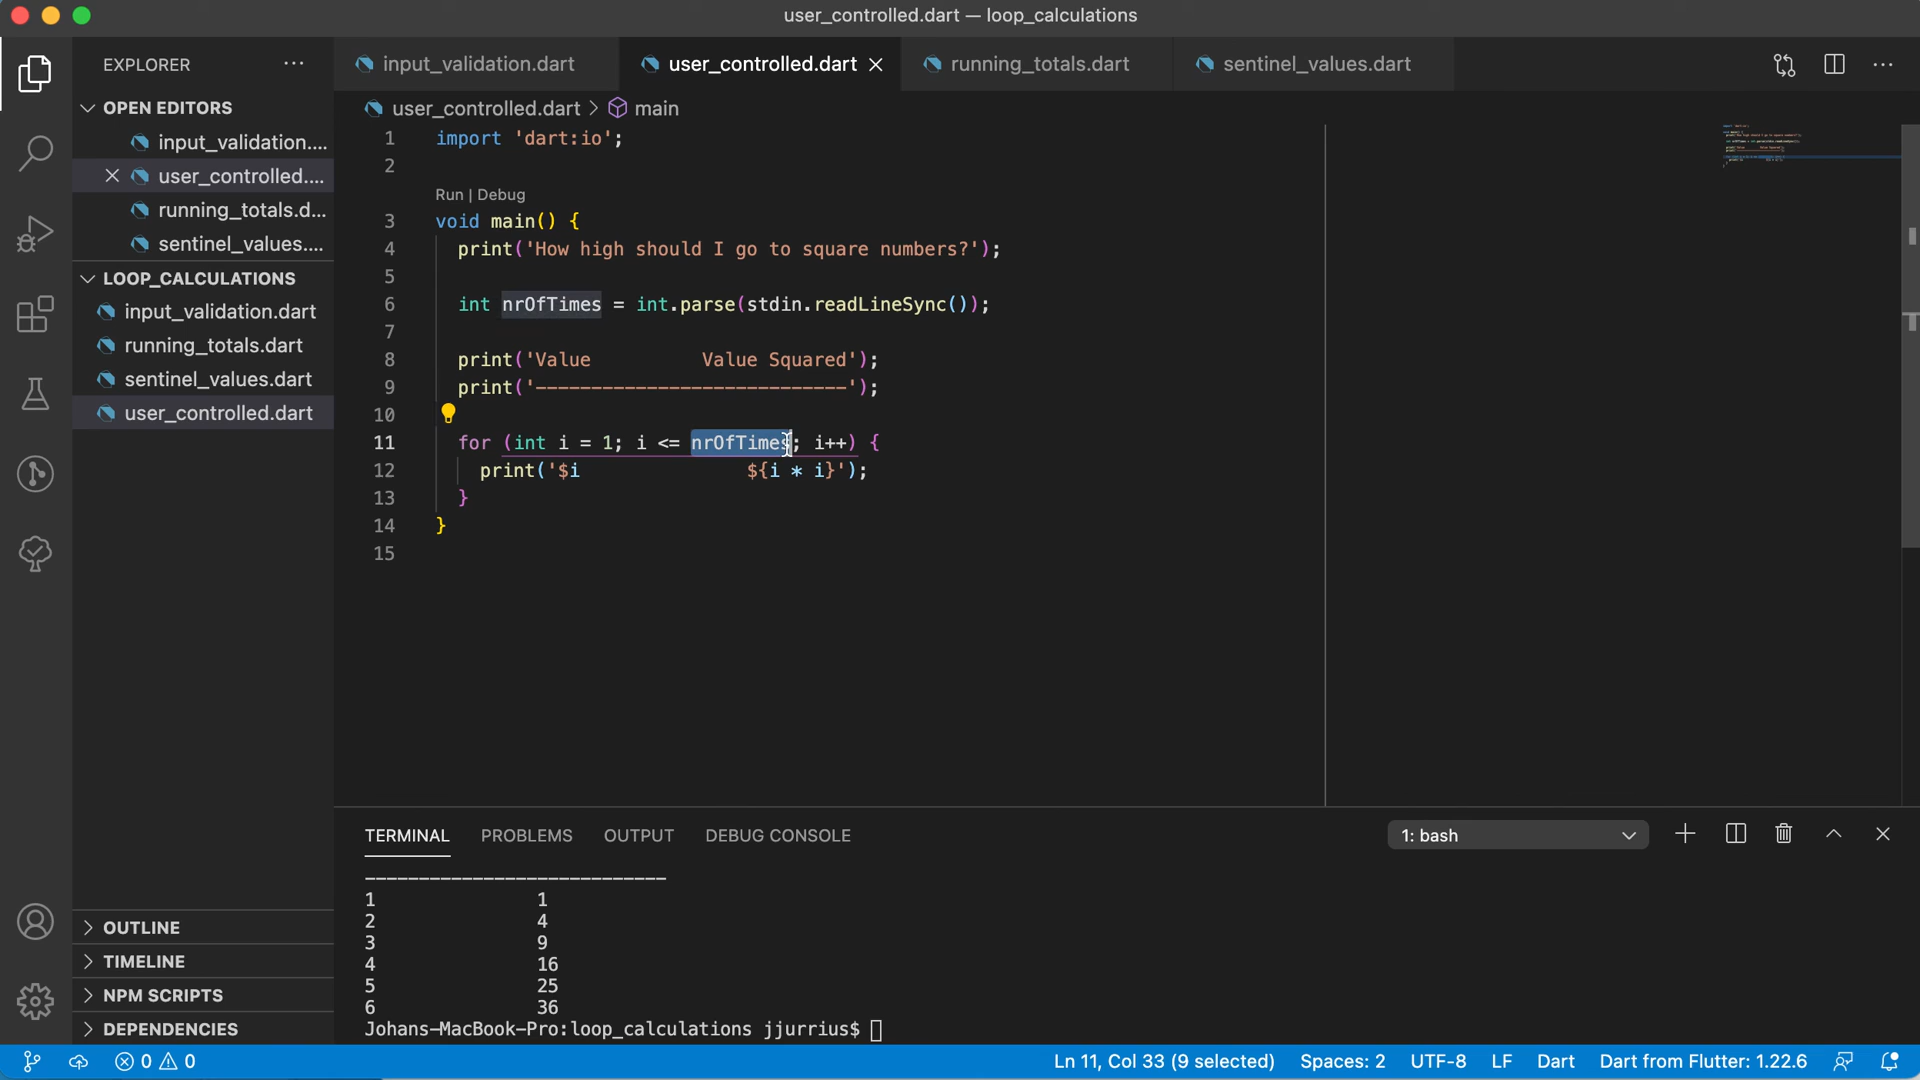 user_controlled.dart — loop_calculations
EXPLORER
input_validation.dart
user_controlled.dart
running_totals.dart
sentinel_values.dart
OPEN EDITORS
input_validation....
user_controlled....
running_totals.d...
sentinel_values....
LOOP_CALCULATIONS
input_validation.dart
running_totals.dart
sentinel_values.dart
user_controlled.dart
OUTLINE
TIMELINE
NPM SCRIPTS
DEPENDENCIES
user_controlled.dart > main
1 import 'dart:io';
2
Run | Debug
3 void main() {
4 print('How high should I go to square numbers?');
5
6 int nrOfTimes = int.parse(stdin.readLineSync());
7
8 print('Value          Value Squared');
9 print('----------------------------');
10
11 for (int i = 1; i <= nrOfTimes; i++) {
12 print('$i               ${i * i}');
13 }
14 }
15
TERMINAL PROBLEMS OUTPUT DEBUG CONSOLE
1: bash
----------------------------
1 1
2 4
3 9
4 16
5 25
6 36
Johans-MacBook-Pro:loop_calculations jjurrius$
0 0
Ln 11, Col 33 (9 selected) Spaces: 2 UTF-8 LF Dart Dart from Flutter: 1.22.6